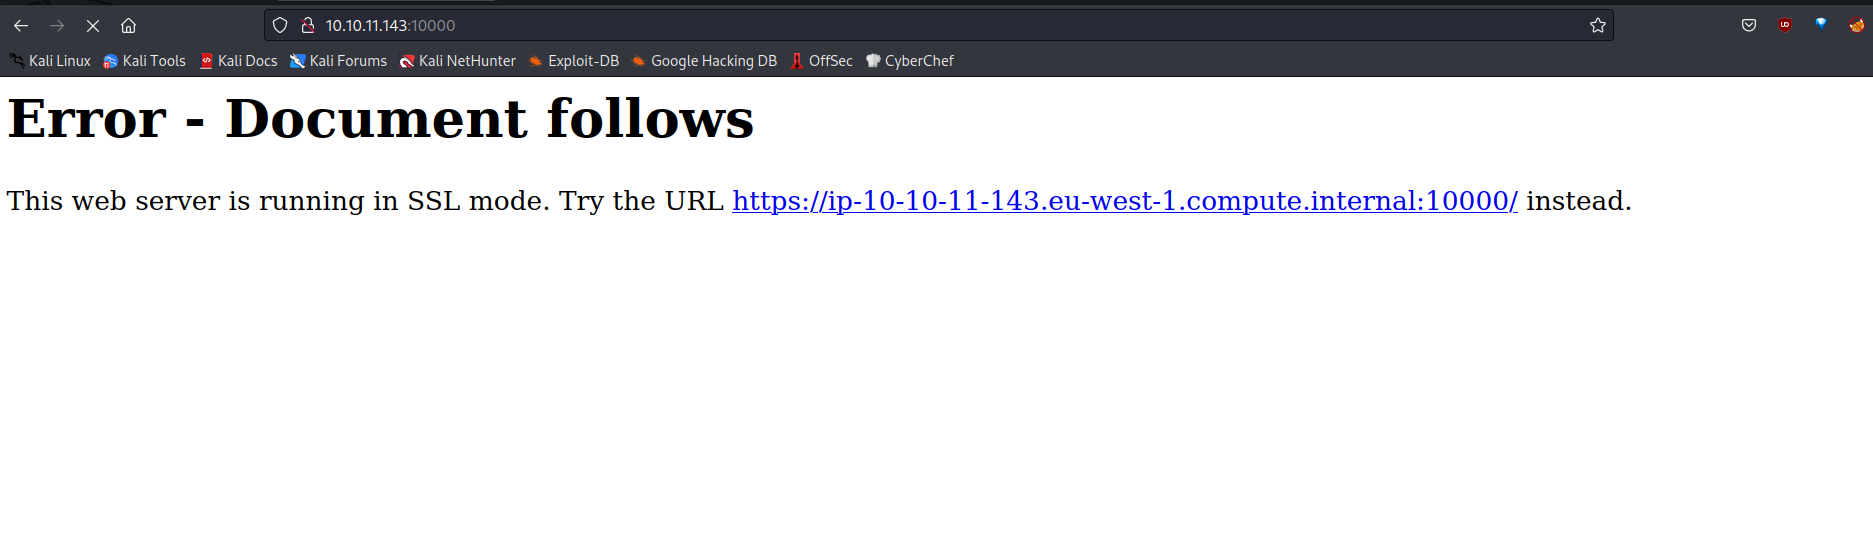 10.10.11.143:10000
Kali Linux Kali Tools Kali Docs Kali Forums Kali NetHunter Exploit-DB Google Hacking DB OffSec CyberChef
Error - Document follows
This web server is running in SSL mode. Try the URL https://ip-10-10-11-143.eu-west-1.compute.internal:10000/ instead.